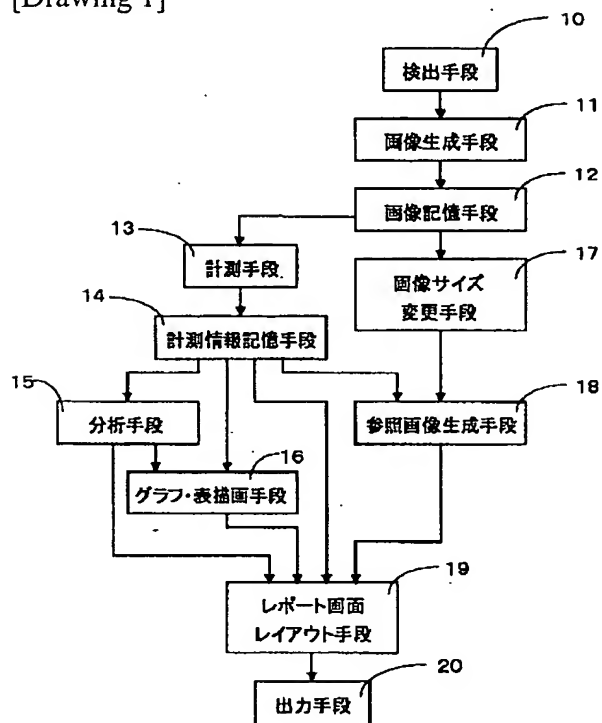 [Drawing 1]
10
検出手段
11
画像生成手段
12
画像記憶手段
13
計測手段
17
画像サイズ
変更手段
14
計測情報記憶手段
15
分析手段
18
参照画像生成手段
16
グラフ・表描画手段
19
レポート画面
レイアウト手段
20
出力手段